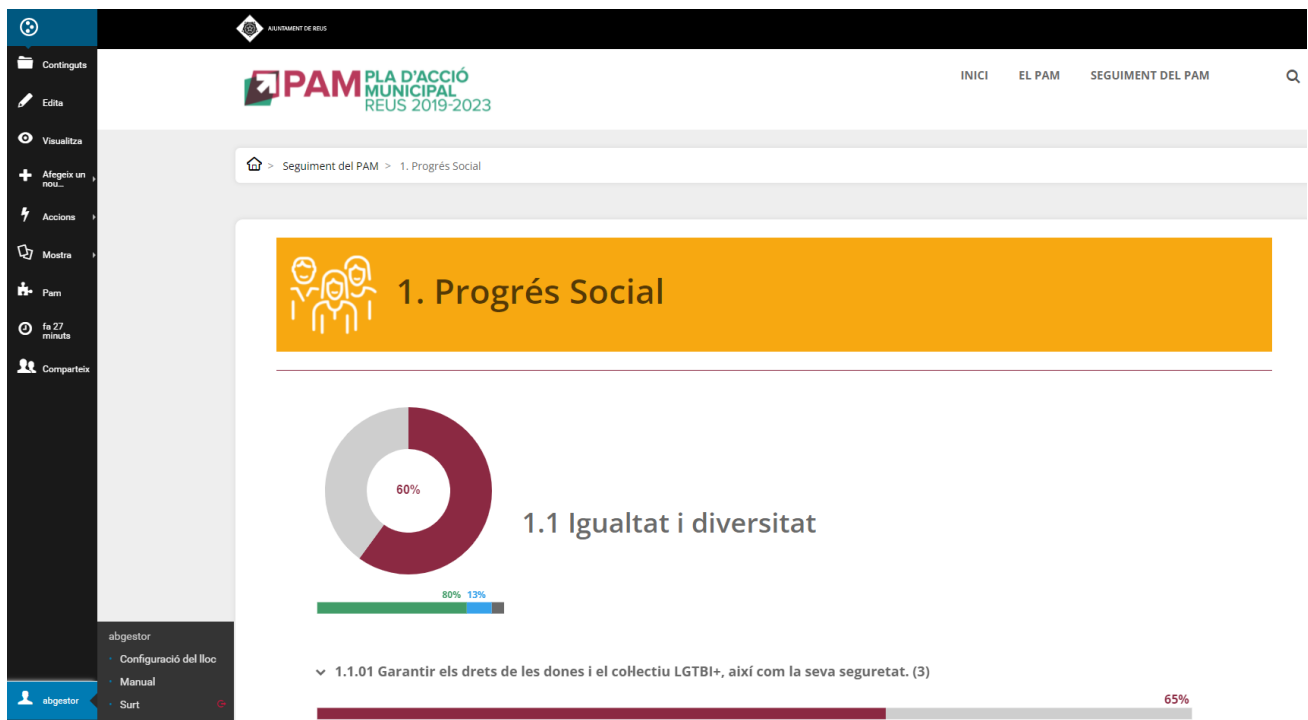 AJUNTAMENT DE REUS
Continguts
Edita
Visualitza
Afegeix un
nou...
Accions
Mostra
Pam
fa 27
minuts
Comparteix
abgestor
PAM PLA D'ACCIÓ
MUNICIPAL
REUS 2019-2023
INICI EL PAM SEGUIMENT DEL PAM
> Seguiment del PAM > 1. Progrés Social
1. Progrés Social
60%
1.1 Igualtat i diversitat
80% 13%
1.1.01 Garantir els drets de les dones i el col·lectiu LGTBI+, així com la seva seguretat. (3)
65%
abgestor
Configuració del lloc
Manual
Surt